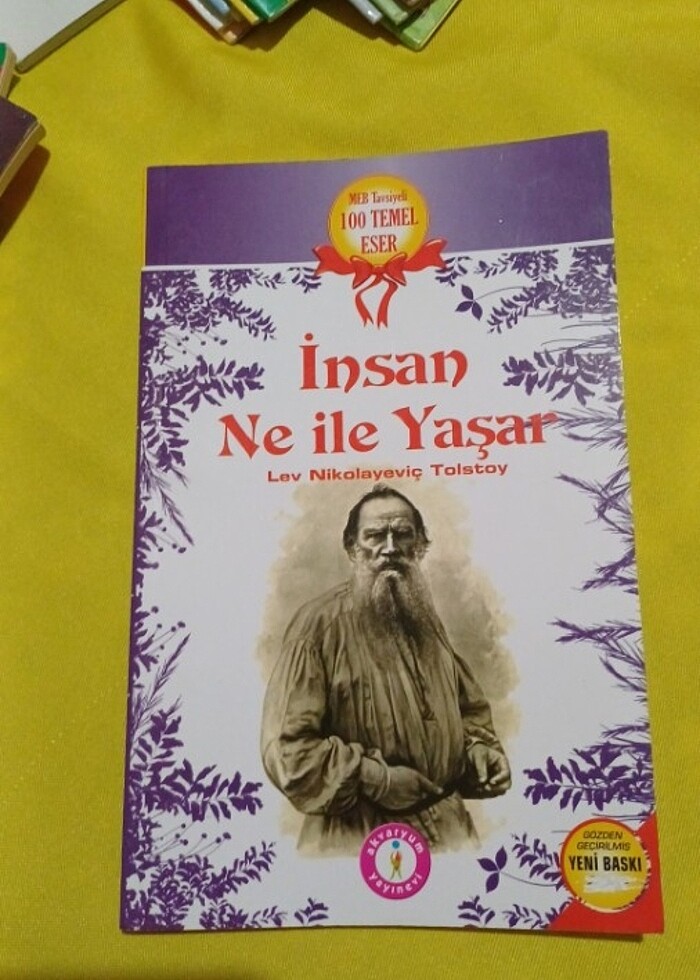 MEB Tavsiyeli
100 TEMEL
ESER
İnsan
Ne ile Yaşar
Lev Nikolayeviç Tolstoy
akvaryum
yayınevi
GÖZDEN
GEÇİRİLMİŞ
YENİ BASKI